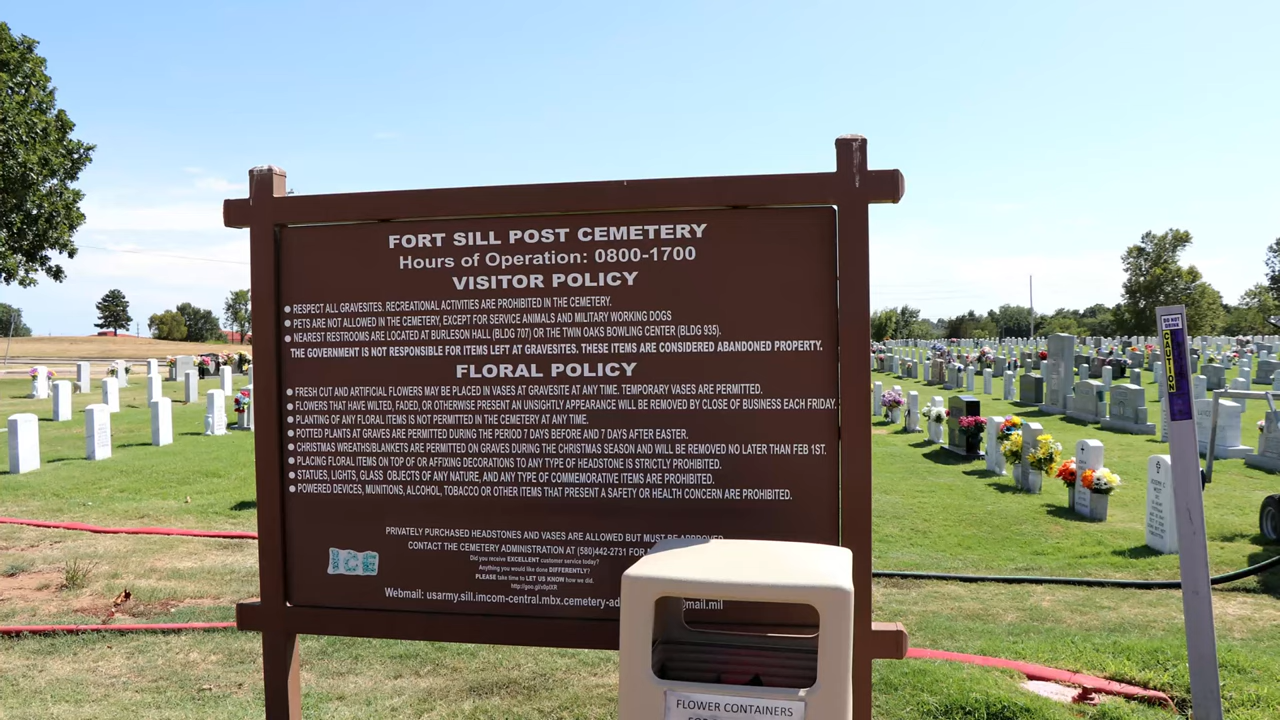 FORT SILL POST CEMETERY
Hours of Operation: 0800-1700
VISITOR POLICY
● RESPECT ALL GRAVESITES. RECREATIONAL ACTIVITIES ARE PROHIBITED IN THE CEMETERY.
● PETS ARE NOT ALLOWED IN THE CEMETERY, EXCEPT FOR SERVICE ANIMALS AND MILITARY WORKING DOGS
● NEAREST RESTROOMS ARE LOCATED AT BURLESON HALL (BLDG 707) OR THE TWIN OAKS BOWLING CENTER (BLDG 935).
THE GOVERNMENT IS NOT RESPONSIBLE FOR ITEMS LEFT AT GRAVESITES. THESE ITEMS ARE CONSIDERED ABANDONED PROPERTY.
FLORAL POLICY
● FRESH CUT AND ARTIFICIAL FLOWERS MAY BE PLACED IN VASES AT GRAVESITE AT ANY TIME. TEMPORARY VASES ARE PERMITTED.
● FLOWERS THAT HAVE WILTED, FADED, OR OTHERWISE PRESENT AN UNSIGHTLY APPEARANCE WILL BE REMOVED BY CLOSE OF BUSINESS EACH FRIDAY.
● PLANTING OF ANY FLORAL ITEMS IS NOT PERMITTED IN THE CEMETERY AT ANY TIME.
● POTTED PLANTS AT GRAVES ARE PERMITTED DURING THE PERIOD 7 DAYS BEFORE AND 7 DAYS AFTER EASTER.
● CHRISTMAS WREATHS/BLANKETS ARE PERMITTED ON GRAVES DURING THE CHRISTMAS SEASON AND WILL BE REMOVED NO LATER THAN FEB 1ST.
● PLACING FLORAL ITEMS ON TOP OF OR AFFIXING DECORATIONS TO ANY TYPE OF HEADSTONE IS STRICTLY PROHIBITED.
● STATUES, LIGHTS, GLASS OBJECTS OF ANY NATURE, AND ANY TYPE OF COMMEMORATIVE ITEMS ARE PROHIBITED.
● POWERED DEVICES, MUNITIONS, ALCOHOL, TOBACCO OR OTHER ITEMS THAT PRESENT A SAFETY OR HEALTH CONCERN ARE PROHIBITED.
PRIVATELY PURCHASED HEADSTONES AND VASES ARE ALLOWED BUT MUST BE APPROVED
CONTACT THE CEMETERY ADMINISTRATION AT (580)442-2731 FOR
ICE
Did you receive EXCELLENT customer service today?
Anything you would like done DIFFERENTLY?
PLEASE take time to LET US KNOW how we did.
Webmail: usarmy.sill.imcom-central.mbx.cemetery-ad mail.mil
FLOWER CONTAINERS
DO NOT DRINK
CAUTION